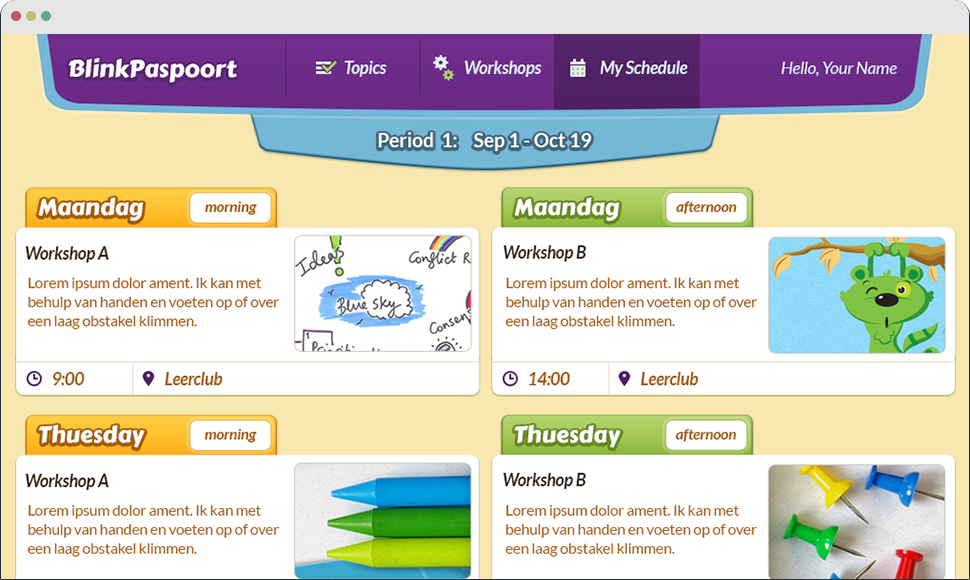 BlinkPaspoort
Topics
Workshops
My Schedule
Hello, Your Name
Period 1: Sep 1 - Oct 19
Maandag
morning
Workshop A
Lorem ipsum dolor ament. Ik kan met
behulp van handen en voeten op of over
een laag obstakel klimmen.
Ideas
!
Conflict R
Blue sky
Consen
1
9:00
Leerclub
Maandag
afternoon
Workshop B
Lorem ipsum dolor ament. Ik kan met
behulp van handen en voeten op of over
een laag obstakel klimmen.
14:00
Leerclub
Thuesday
morning
Workshop A
Lorem ipsum dolor ament. Ik kan met
behulp van handen en voeten op of over
een laag obstakel klimmen.
Thuesday
afternoon
Workshop B
Lorem ipsum dolor ament. Ik kan met
behulp van handen en voeten op of over
een laag obstakel klimmen.